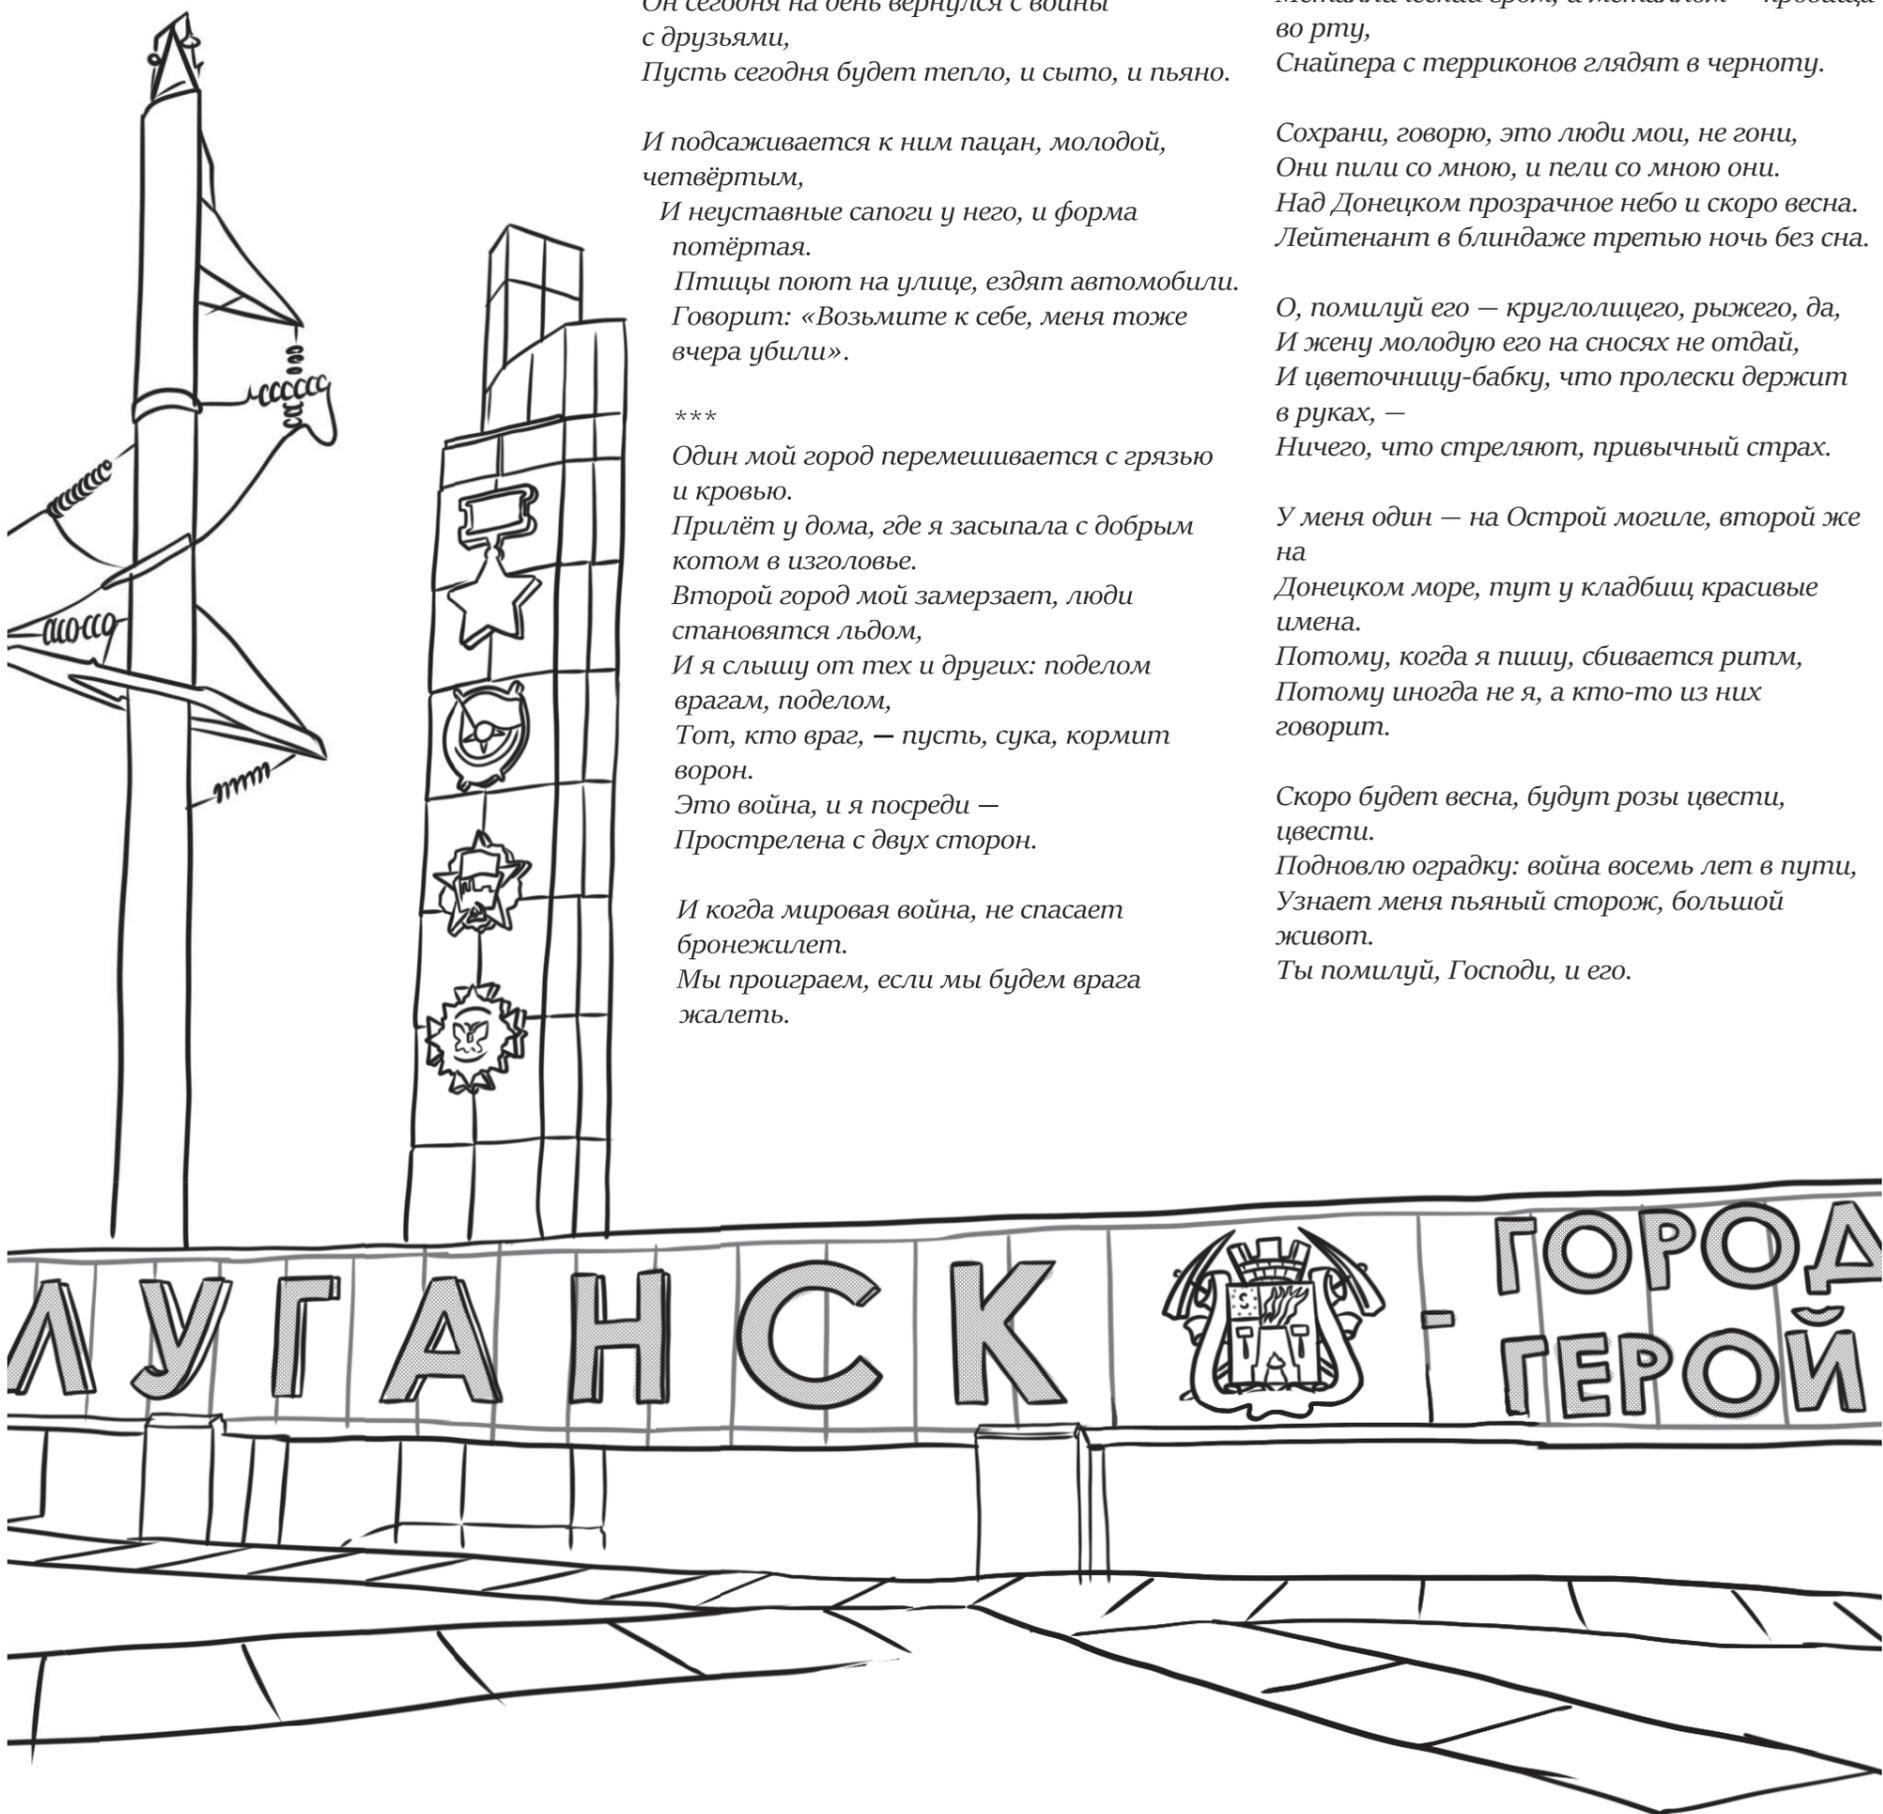 Он сегодня на день вернулся с войны
с друзьями,
Пусть сегодня будет тепло, и сыто, и пьяно.
И подсаживается к ним пацан, молодой,
четвёртым,
И неуставные сапоги у него, и форма
потёртая.
Птицы поют на улице, ездят автомобили.
Говорит: «Возьмите к себе, меня тоже
вчера убили».
***
Один мой город перемешивается с грязью
и кровью.
Прилёт у дома, где я засыпала с добрым
котом в изголовье.
Второй город мой замерзает, люди
становятся льдом,
И я слышу от тех и других: поделом
врагам, поделом,
Тот, кто враг, — пусть, сука, кормит
ворон.
Это война, и я посреди —
Прострелена с двух сторон.
И когда мировая война, не спасает
бронежилет.
Мы проиграем, если мы будем врага
жалеть.
во рту,
Снайпера с терриконов глядят в черноту.
Сохрани, говорю, это люди мои, не гони,
Они пили со мною, и пели со мною они.
Над Донецком прозрачное небо и скоро весна.
Лейтенант в блиндаже третью ночь без сна.
О, помилуй его — круглолицего, рыжего, да,
И жену молодую его на сносях не отдай,
И цветочницу-бабку, что пролески держит
в руках, —
Ничего, что стреляют, привычный страх.
У меня один — на Острой могиле, второй же
на
Донецком море, тут у кладбищ красивые
имена.
Потому, когда я пишу, сбивается ритм,
Потому иногда не я, а кто-то из них
говорит.
Скоро будет весна, будут розы цвести,
цвести.
Подновлю оградку: война восемь лет в пути,
Узнает меня пьяный сторож, большой
живот.
Ты помилуй, Господи, и его.
ЛУГАНСК - ГОРОД
ГЕРОЙ